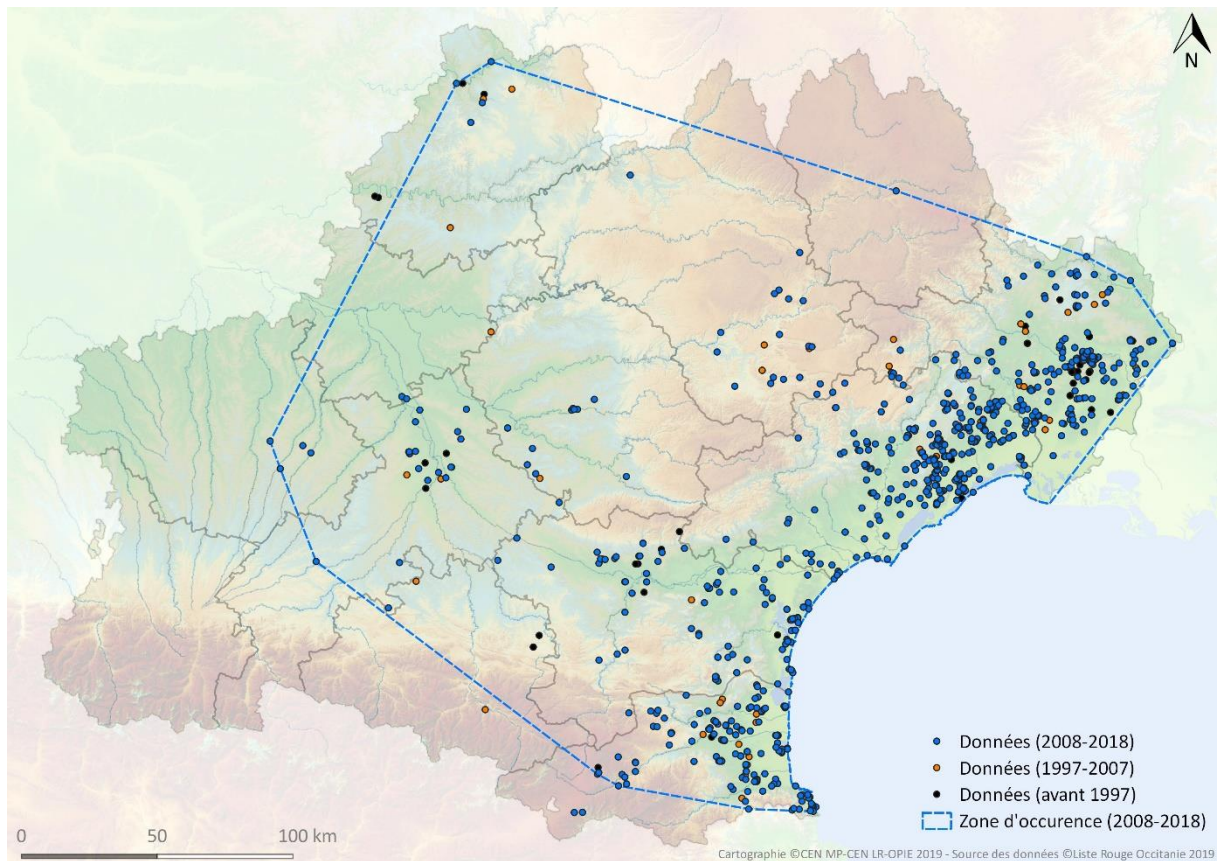 N
Données (2008-2018)
Données (1997-2007)
Données (avant 1997)
Zone d'occurence (2008-2018)
0 50 100 km
Cartographie ©CEN MP-CEN LR-OPIE 2019 - Source des données ©Liste Rouge Occitanie 2019